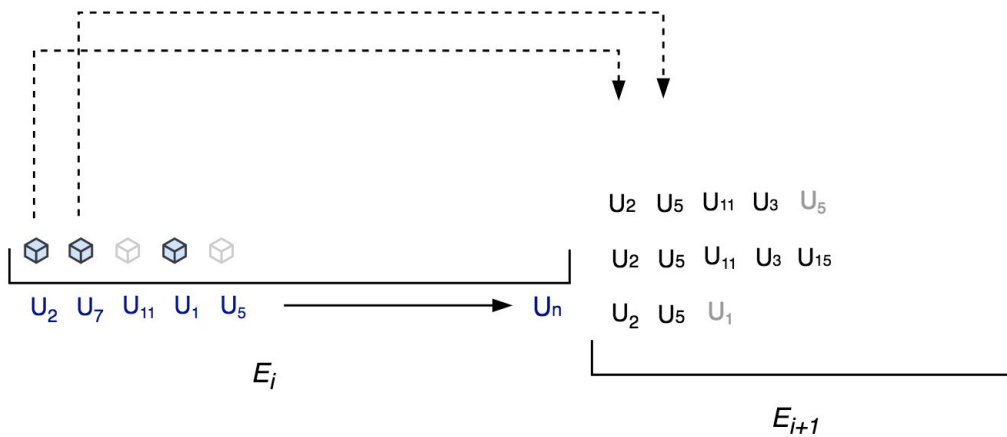 U₂ U₅ U₁₁ U₃ U₅
U₂ U₅ U₁₁ U₃ U₁₅
U₂ U₇ U₁₁ U₁ U₅ Uₙ
U₂ U₅ U₁
Eᵢ
Eᵢ₊₁